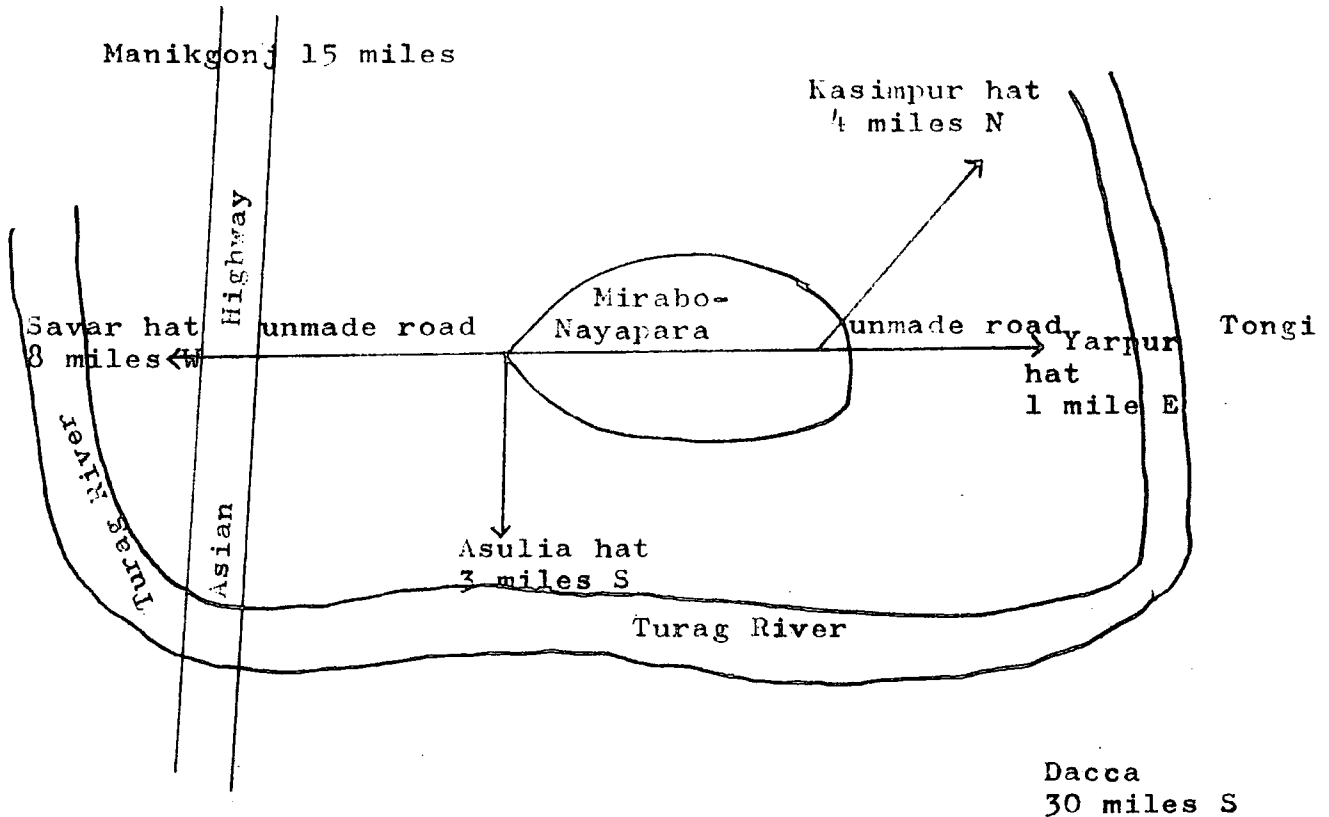 Manikgonj 15 miles
Kasimpur hat
4 miles N
Highway
Mirabo-
Nayapara
Savar hat
8 miles W
unmade road
unmade road
Yarpur
hat
1 mile E
Tongi
Turag River
Asian
Asulia hat
3 miles S
Turag River
Dacca
30 miles S